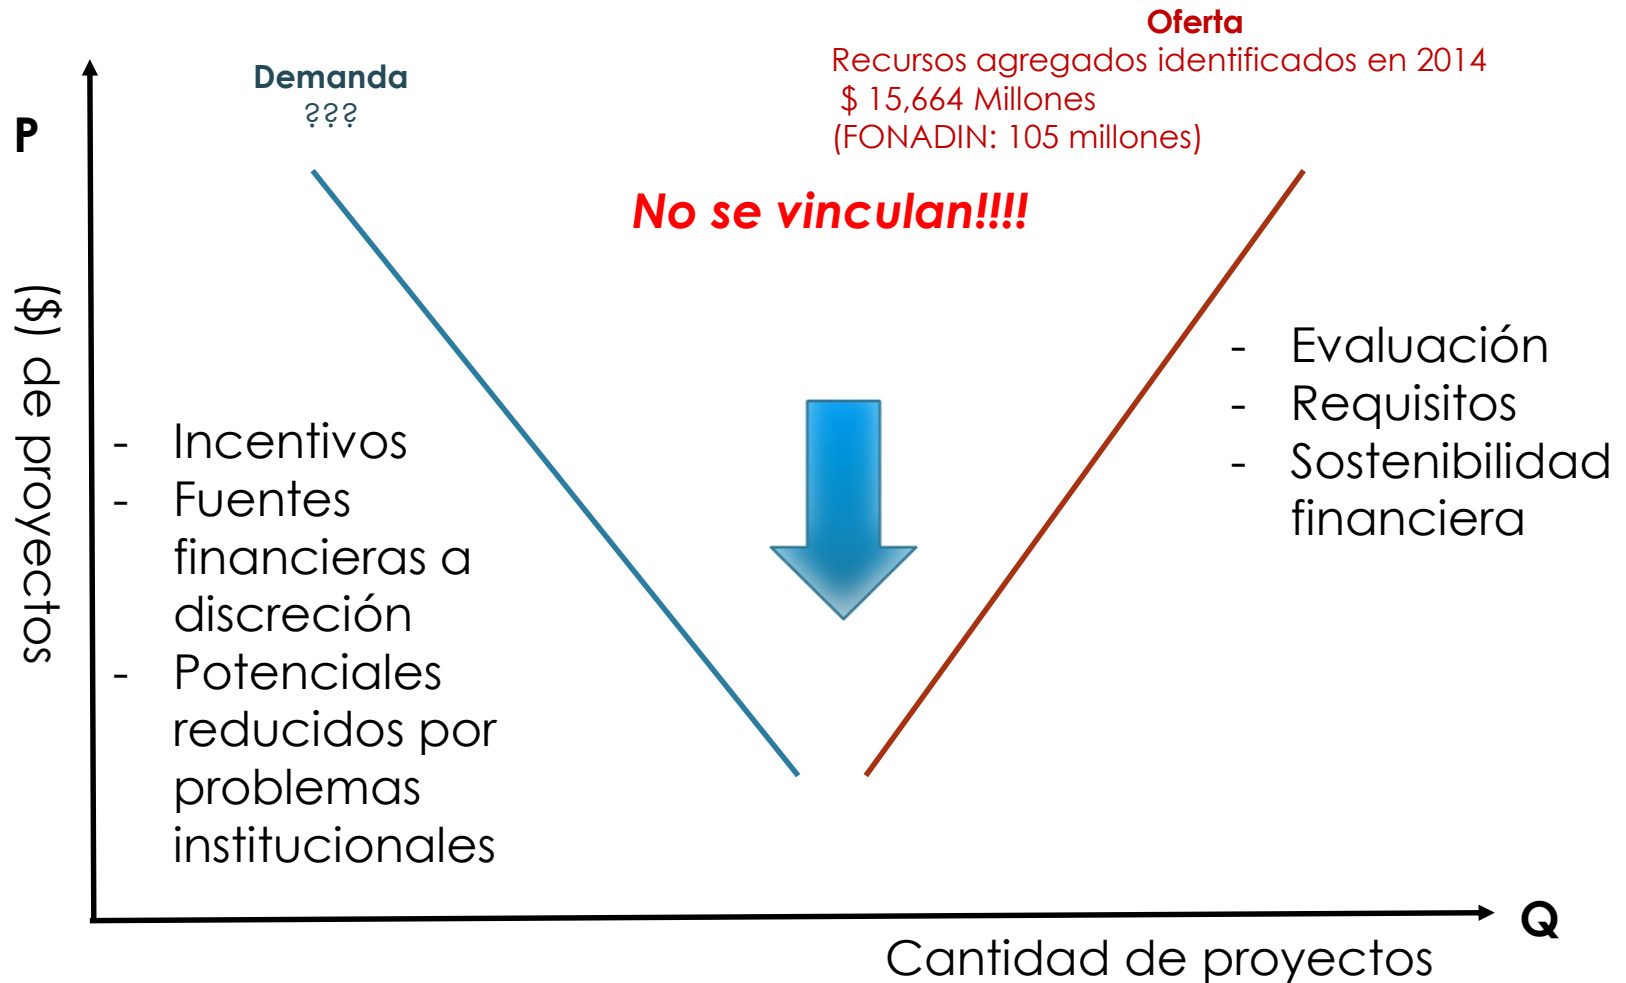 Demanda
???
Oferta
Recursos agregados identificados en 2014
$ 15,664 Millones
(FONADIN: 105 millones)
P
No se vinculan!!!!
($) de proyectos
- Incentivos
- Fuentes
financieras a
discreción
- Potenciales
reducidos por
problemas
institucionales
- Evaluación
- Requisitos
- Sostenibilidad
financiera
Q
Cantidad de proyectos